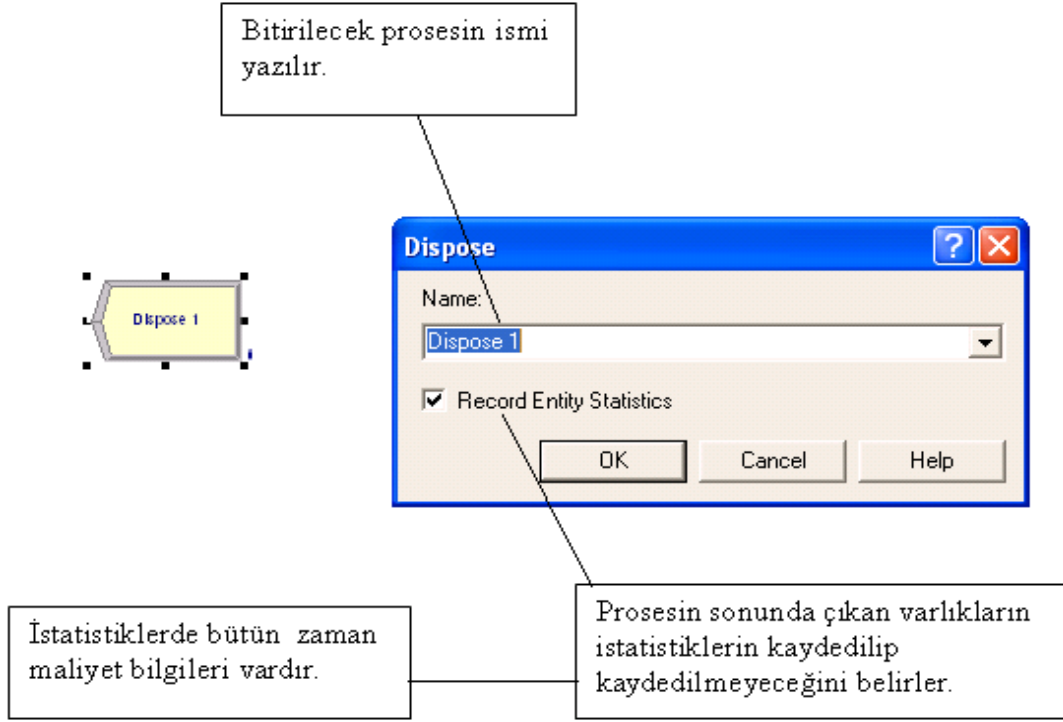 Bitirilecek prosesin ismi
yazılır.
Dispose
Name:
Dispose 1
Dispose 1
Record Entity Statistics
OK
Cancel
Help
İstatistiklerde bütün zaman
maliyet bilgileri vardır.
Prosesin sonunda çıkan varlıkların
istatistiklerin kaydedilip
kaydedilmeyeceğini belirler.